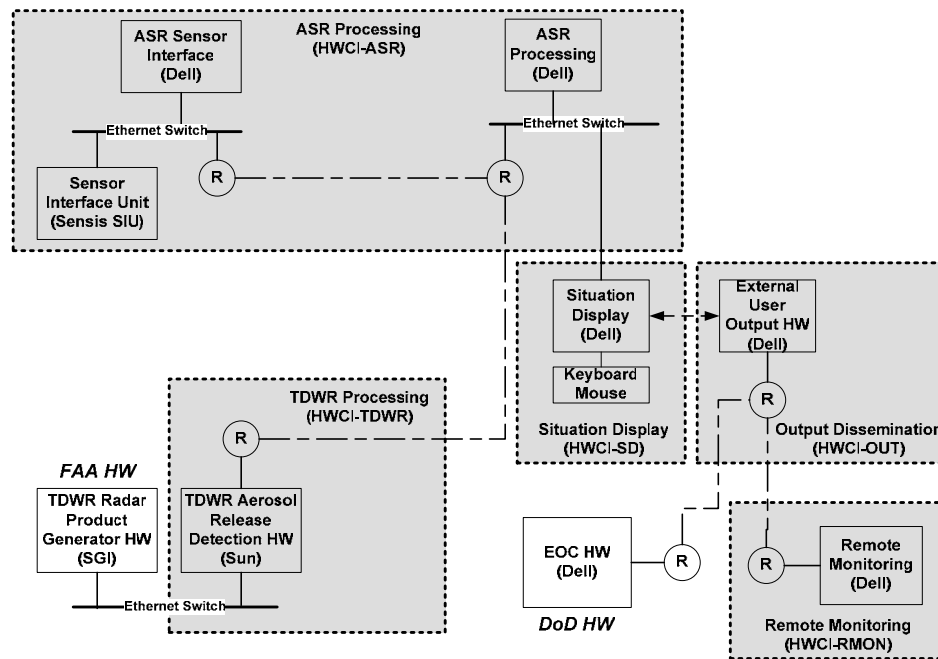 ASR Processing
(HWCI-ASR)
ASR Sensor
Interface
(Dell)
ASR
Processing
(Dell)
Ethernet Switch
Ethernet Switch
Sensor
Interface Unit
(Sensis SIU)
R
R
Situation
Display
(Dell)
Keyboard
Mouse
Situation Display
(HWCI-SD)
External
User
Output HW
(Dell)
R
Output Dissemination
(HWCI-OUT)
TDWR Processing
(HWCI-TDWR)
R
FAA HW
TDWR Radar
Product
Generator HW
(SGI)
TDWR Aerosol
Release
Detection HW
(Sun)
Ethernet Switch
EOC HW
(Dell)
R
DoD HW
R
Remote
Monitoring
(Dell)
Remote Monitoring
(HWCI-RMON)